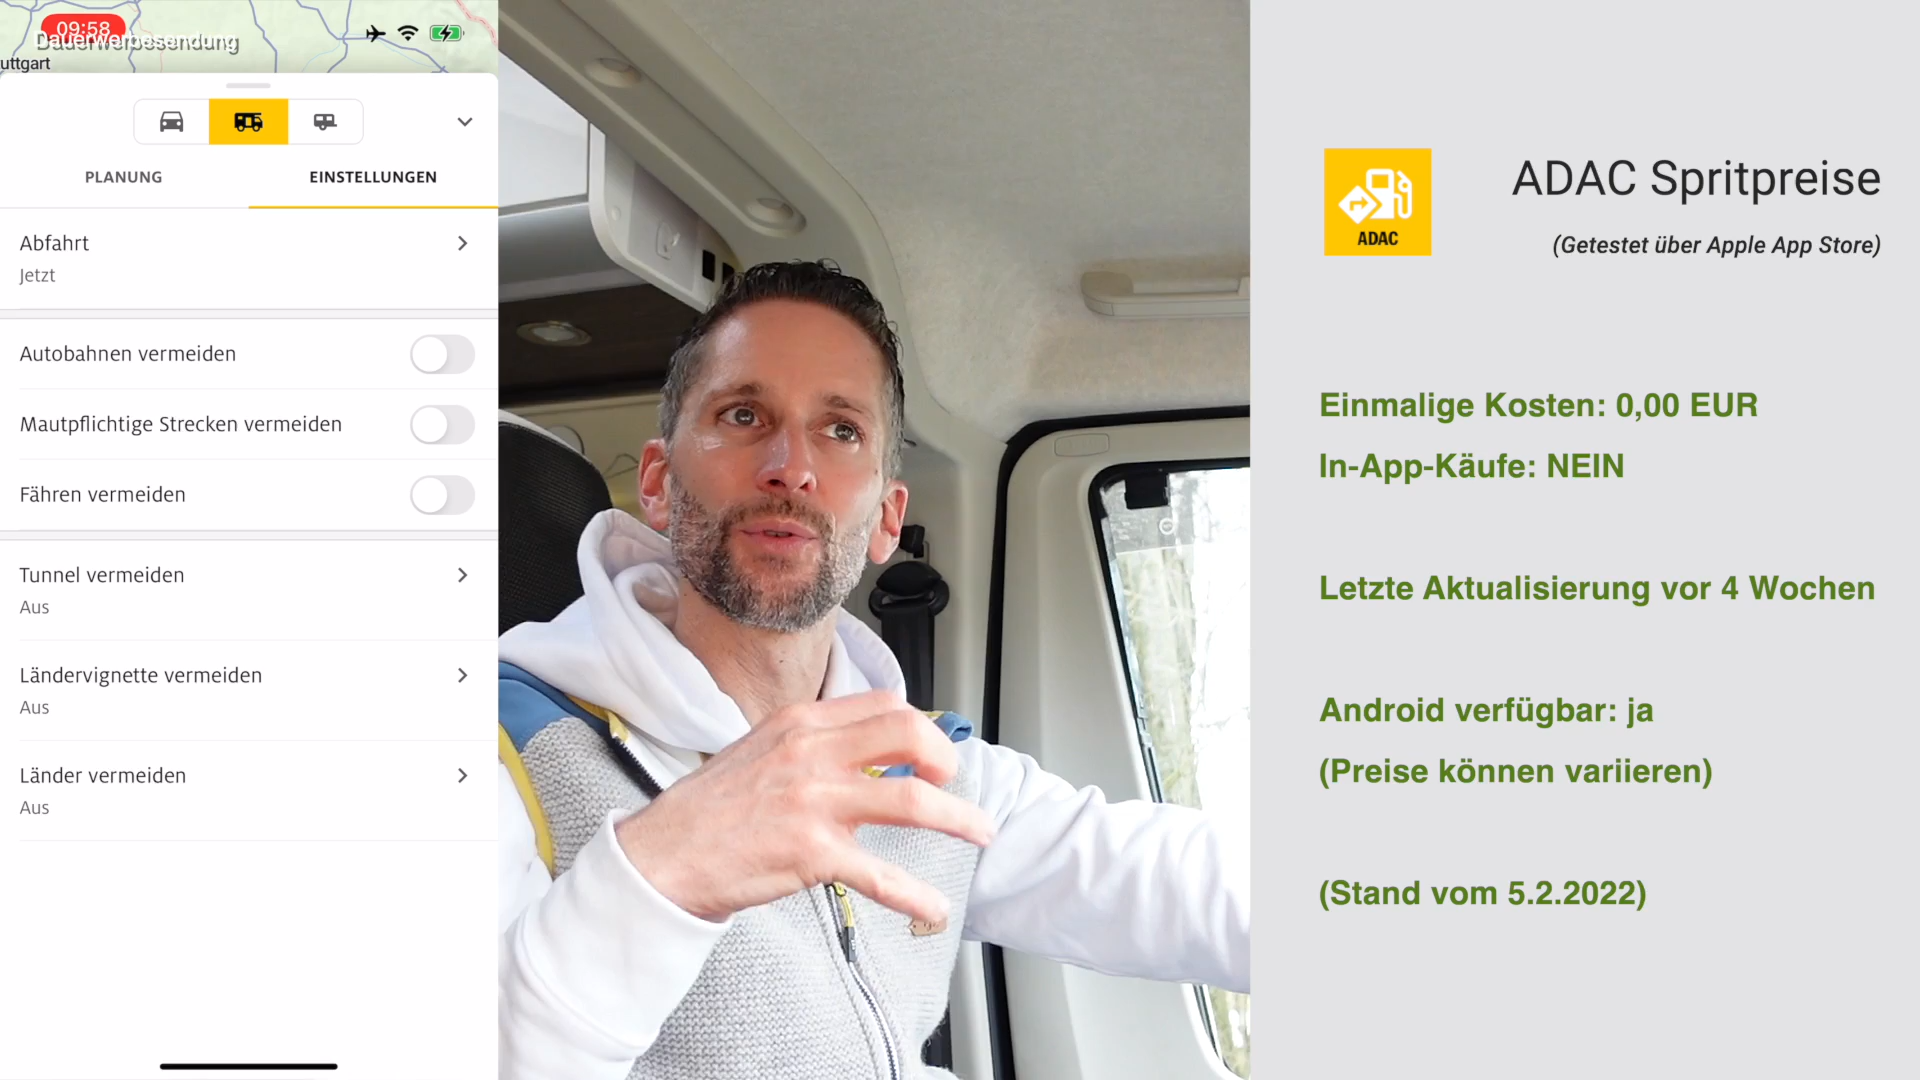 09:58
Dauerwerbesendung
uttgart
PLANUNG
EINSTELLUNGEN
Abfahrt
Jetzt
Autobahnen vermeiden
Mautpflichtige Strecken vermeiden
Fähren vermeiden
Tunnel vermeiden
Aus
Ländervignette vermeiden
Aus
Länder vermeiden
Aus
ADAC
ADAC Spritpreise
(Getestet über Apple App Store)
Einmalige Kosten: 0,00 EUR
In-App-Käufe: NEIN
Letzte Aktualisierung vor 4 Wochen
Android verfügbar: ja
(Preise können variieren)
(Stand vom 5.2.2022)